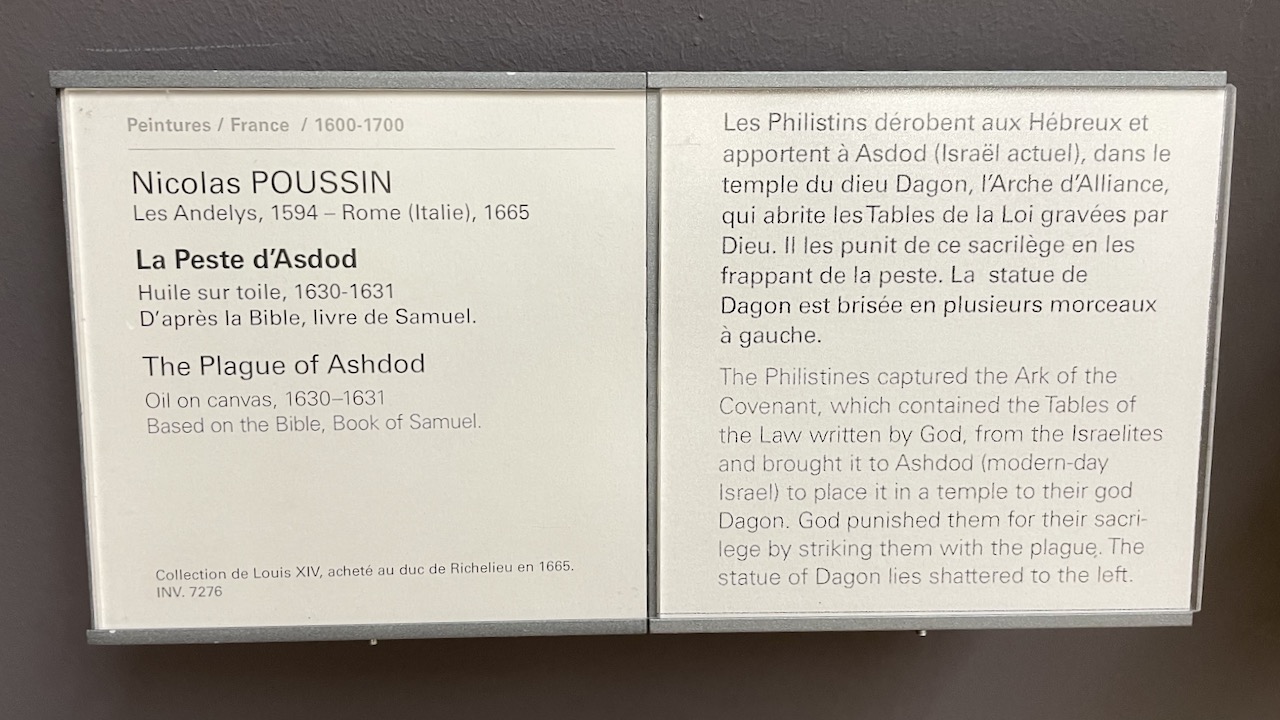 Peintures / France / 1600-1700
Nicolas POUSSIN
Les Andelys, 1594 – Rome (Italie), 1665
La Peste d'Asdod
Huile sur toile, 1630-1631
D'après la Bible, livre de Samuel.
The Plague of Ashdod
Oil on canvas, 1630–1631
Based on the Bible, Book of Samuel.
Collection de Louis XIV, acheté au duc de Richelieu en 1665.
INV. 7276
Les Philistins dérobent aux Hébreux et
apportent à Asdod (Israël actuel), dans le
temple du dieu Dagon, l'Arche d'Alliance,
qui abrite les Tables de la Loi gravées par
Dieu. Il les punit de ce sacrilège en les
frappant de la peste. La statue de
Dagon est brisée en plusieurs morceaux
à gauche.
The Philistines captured the Ark of the
Covenant, which contained the Tables of
the Law written by God, from the Israelites
and brought it to Ashdod (modern-day
Israel) to place it in a temple to their god
Dagon. God punished them for their sacri-
lege by striking them with the plague. The
statue of Dagon lies shattered to the left.